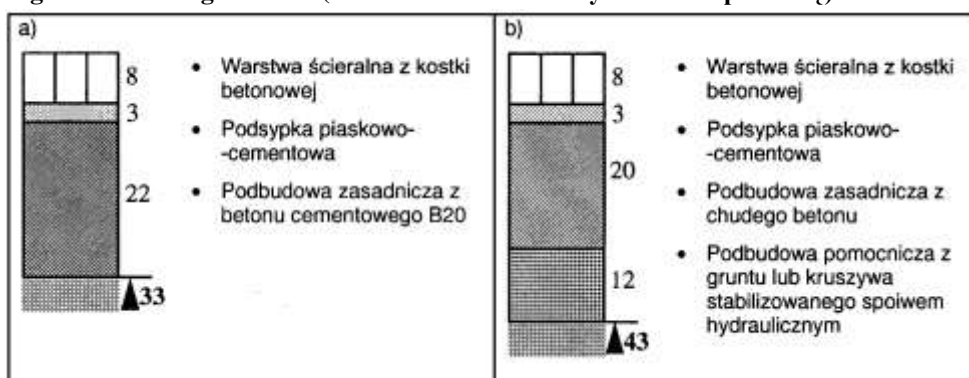 a)
8
3
22
33
• Warstwa ścieralna z kostki
betonowej
• Podsypka piaskowo-
-cementowa
• Podbudowa zasadnicza z
betonu cementowego B20
b)
8
3
20
12
43
• Warstwa ścieralna z kostki
betonowej
• Podsypka piaskowo-
-cementowa
• Podbudowa zasadnicza z
chudego betonu
• Podbudowa pomocnicza z
gruntu lub kruszywa
stabilizowanego spoiwem
hydraulicznym